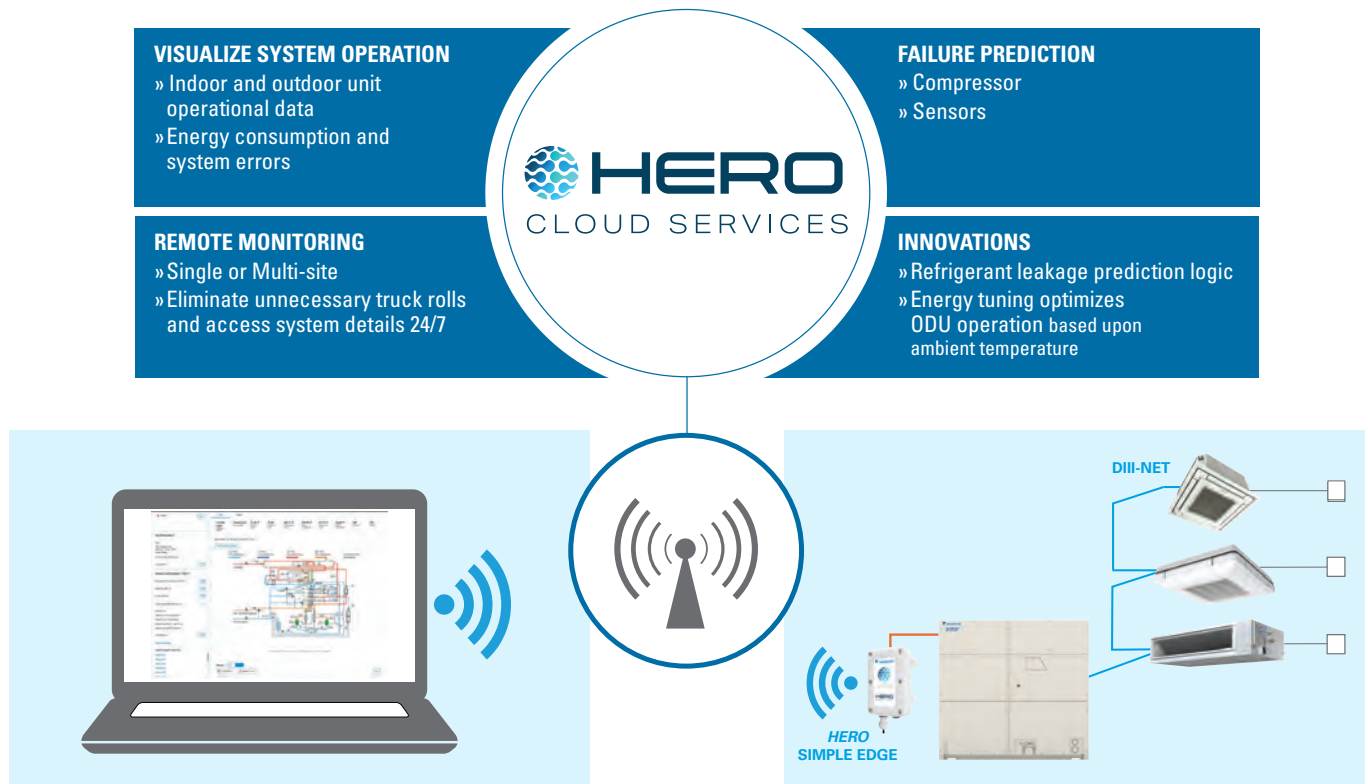 VISUALIZE SYSTEM OPERATION
» Indoor and outdoor unit
operational data
» Energy consumption and
system errors
FAILURE PREDICTION
» Compressor
» Sensors
HERO
CLOUD SERVICES
REMOTE MONITORING
» Single or Multi-site
» Eliminate unnecessary truck rolls
and access system details 24/7
INNOVATIONS
» Refrigerant leakage prediction logic
» Energy tuning optimizes
ODU operation based upon
ambient temperature
DIII-NET
HERO
HERO
SIMPLE EDGE